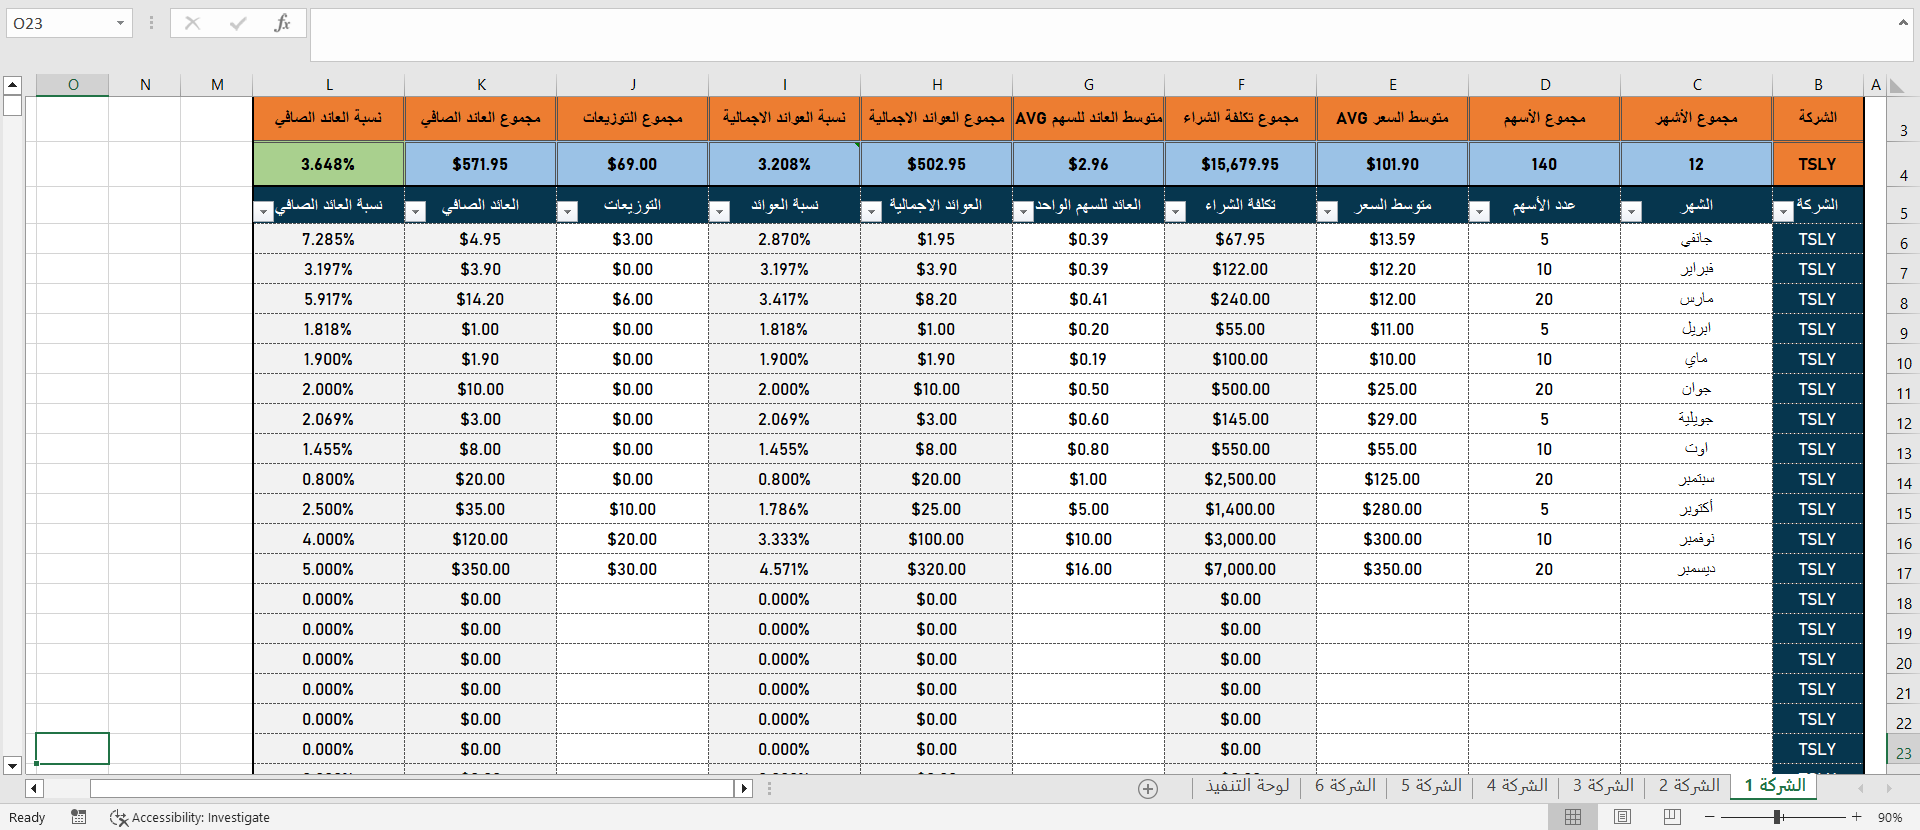 O23
fx
O N M L K J I H G F E D C B A
3 الشركة مجموع الأشهر مجموع الأسهم متوسط السعر AVG مجموع تكلفة الشراء متوسط العائد للسهم AVG مجموع العوائد الاجمالية نسبة العوائد الاجمالية مجموع التوزيعات مجموع العائد الصافي نسبة العائد الصافي
4 TSLY 12 140 $101.90 $15,679.95 $2.96 $502.95 3.208% $69.00 $571.95 3.648%
5 الشركة الشهر عدد الأسهم متوسط السعر تكلفة الشراء العائد للسهم الواحد العوائد الاجمالية نسبة العوائد التوزيعات العائد الصافي نسبة العائد الصافي
6 TSLY جانفي 5 $13.59 $67.95 $0.39 $1.95 2.870% $3.00 $4.95 7.285%
7 TSLY فبراير 10 $12.20 $122.00 $0.39 $3.90 3.197% $0.00 $3.90 3.197%
8 TSLY مارس 20 $12.00 $240.00 $0.41 $8.20 3.417% $6.00 $14.20 5.917%
9 TSLY ابريل 5 $11.00 $55.00 $0.20 $1.00 1.818% $0.00 $1.00 1.818%
10 TSLY ماي 10 $10.00 $100.00 $0.19 $1.90 1.900% $0.00 $1.90 1.900%
11 TSLY جوان 20 $25.00 $500.00 $0.50 $10.00 2.000% $0.00 $10.00 2.000%
12 TSLY جويلية 5 $29.00 $145.00 $0.60 $3.00 2.069% $0.00 $3.00 2.069%
13 TSLY اوت 10 $55.00 $550.00 $0.80 $8.00 1.455% $0.00 $8.00 1.455%
14 TSLY سبتمبر 20 $125.00 $2,500.00 $1.00 $20.00 0.800% $0.00 $20.00 0.800%
15 TSLY أكتوبر 5 $280.00 $1,400.00 $5.00 $25.00 1.786% $10.00 $35.00 2.500%
16 TSLY نوفمبر 10 $300.00 $3,000.00 $10.00 $100.00 3.333% $20.00 $120.00 4.000%
17 TSLY ديسمبر 20 $350.00 $7,000.00 $16.00 $320.00 4.571% $30.00 $350.00 5.000%
18 TSLY $0.00 $0.00 0.000% $0.00 0.000%
19 TSLY $0.00 $0.00 0.000% $0.00 0.000%
20 TSLY $0.00 $0.00 0.000% $0.00 0.000%
21 TSLY $0.00 $0.00 0.000% $0.00 0.000%
22 TSLY $0.00 $0.00 0.000% $0.00 0.000%
23 TSLY $0.00 $0.00 0.000% $0.00 0.000%
الشركة 1 الشركة 2 الشركة 3 الشركة 4 الشركة 5 الشركة 6 لوحة التنفيذ
Ready Accessibility: Investigate 90%